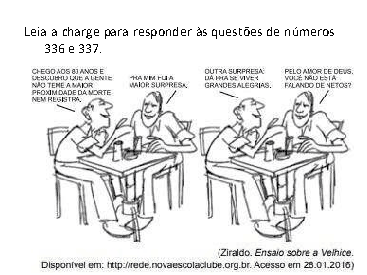 Leia a charge para responder às questões de números
336 e 337.
CHEGO AOS 80 ANOS E
DESCUBRO QUE A GENTE
NÃO TEME A MAIOR
PROXIMIDADE DA MORTE
NEM REGISTRA.
PRA MIM FOI A
MAIOR SURPRESA.
OUTRA SURPRESA:
DÁ PRA SE VIVER
GRANDES ALEGRIAS.
PELO AMOR DE DEUS,
VOCÊ NÃO ESTÁ
FALANDO DE NETOS?
(Ziraldo. Ensaio sobre a Velhice.
Disponível em: http://rede.novaescolaclube.org.br. Acesso em 28.01.2016)